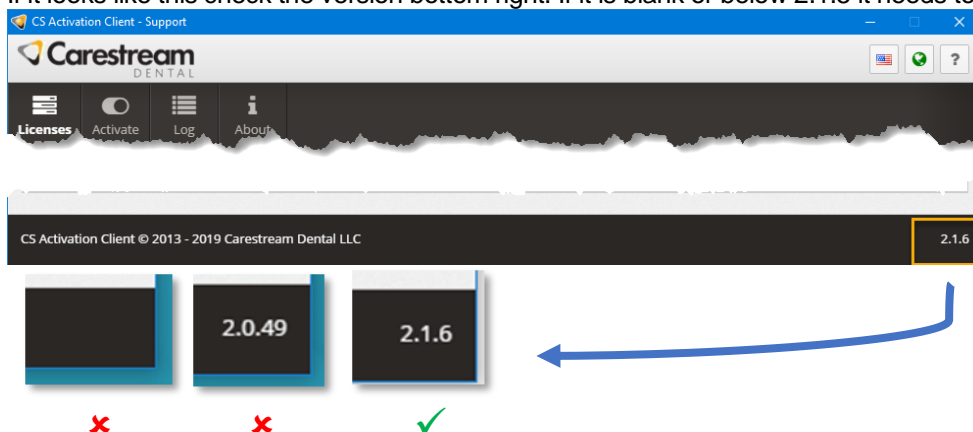 If it looks like this check the version bottom right. If it is blank or below 2.1.6 it needs to
CS Activation Client - Support
Carestream
DENTAL
?
Licenses Activate Log About
CS Activation Client © 2013 - 2019 Carestream Dental LLC 2.1.6
2.0.49 2.1.6